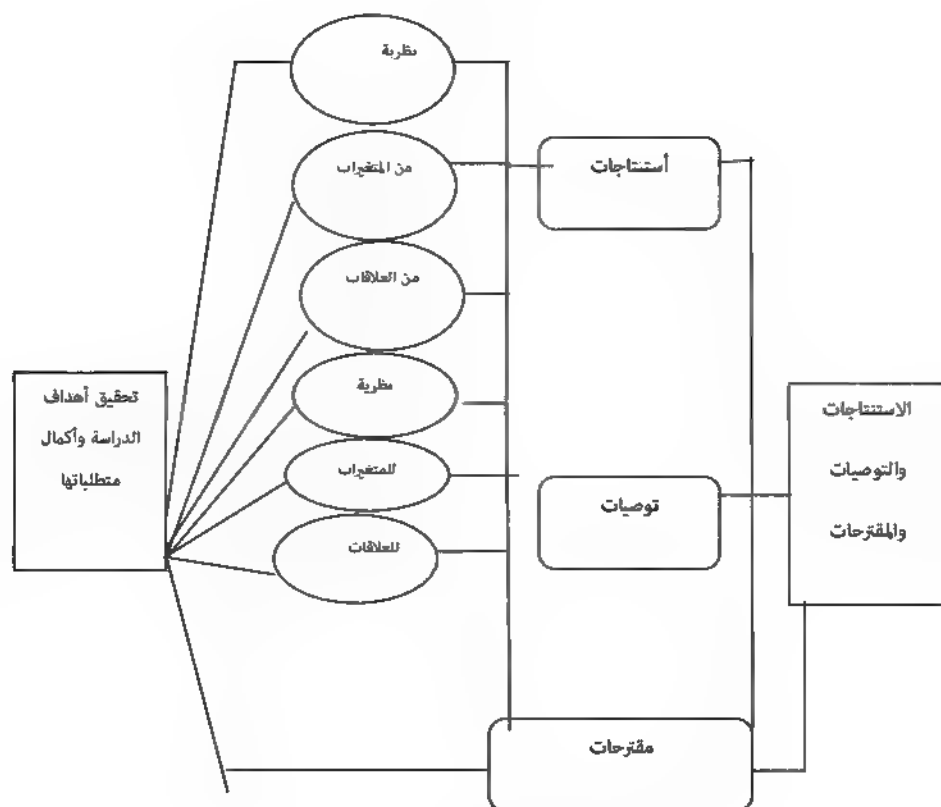 نظرية
من المتغيرات
أستنتاجات
من العلاقات
تحقيق أهداف
الدراسة وأكمال
متطلباتها
نظرية
الاستنتاجات
والتوصيات
والمقترحات
للمتغيرات
توصيات
للعلاقات
مقترحات